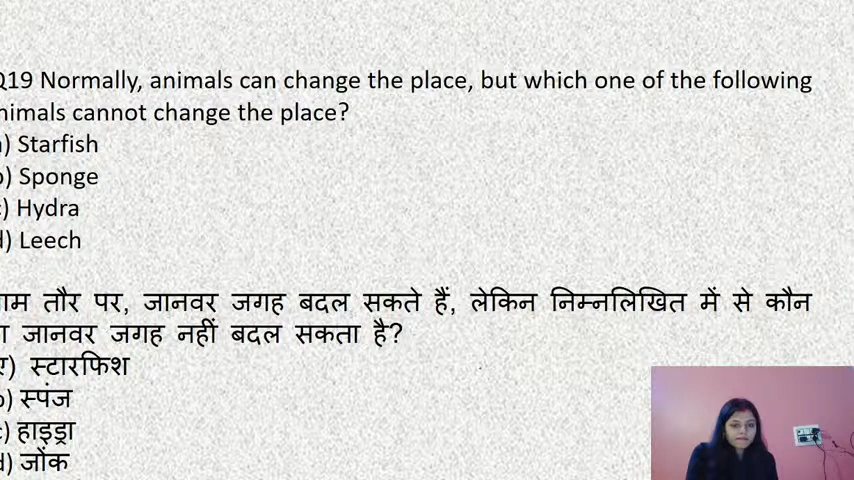 Q19 Normally, animals can change the place, but which one of the following
nimals cannot change the place?
) Starfish
) Sponge
) Hydra
) Leech
ाम तौर पर, जानवर जगह बदल सकते हैं, लेकिन निम्नलिखित में से कौन
ा जानवर जगह नहीं बदल सकता है?
ए) स्टारफिश
) स्पंज
) हाइड्रा
) जोंक